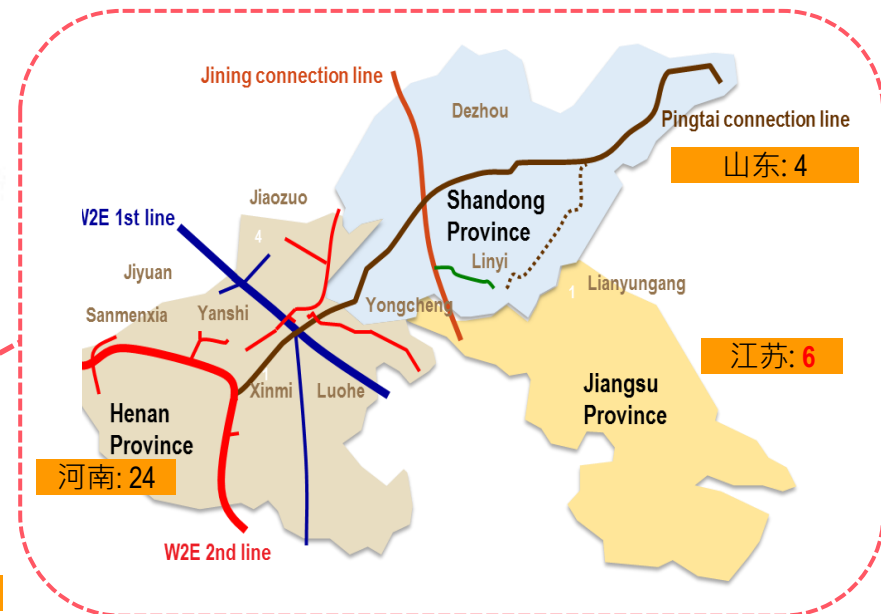 Jining connection line
Dezhou
Pingtai connection line
山东: 4
Jiaozuo
Shandong
Province
W2E 1st line
4
Linyi
Jiyuan
1
Lianyungang
Sanmenxia
Yanshi
Yongcheng
江苏: 6
Xinmi
Luohe
Jiangsu
Province
Henan
Province
河南: 24
W2E 2nd line